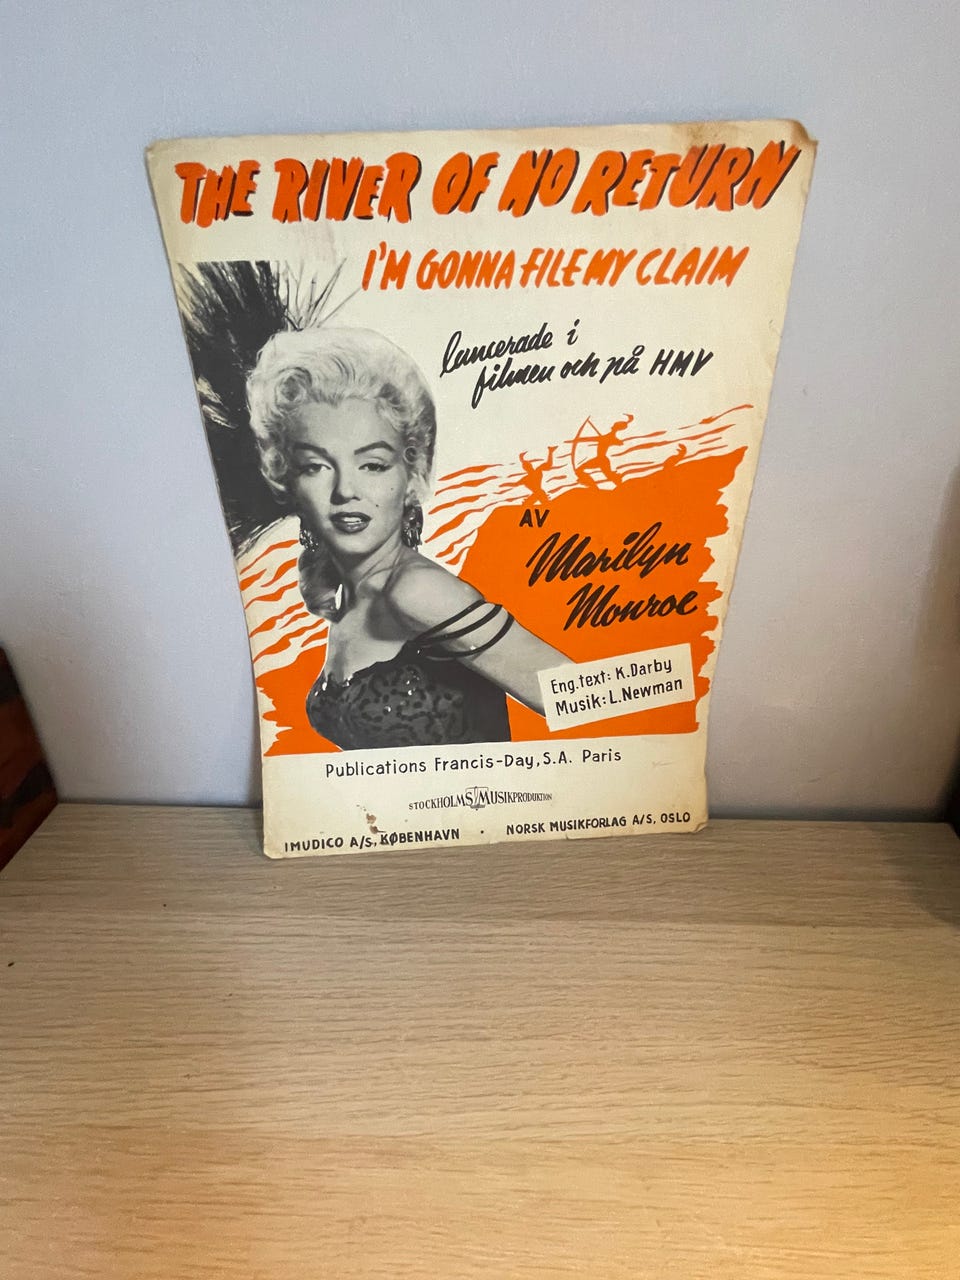 THE RIVER OF NO RETURN
I'M GONNA FILE MY CLAIM
lancerade i
filmen och på HMV
AV
Marilyn
Monroe
Eng.text: K.Darby
Musik: L.Newman
Publications Francis-Day, S.A. Paris
STOCKHOLMS MUSIKPRODUKTION
IMUDICO A/S, KØBENHAVN · NORSK MUSIKFORLAG A/S, OSLO